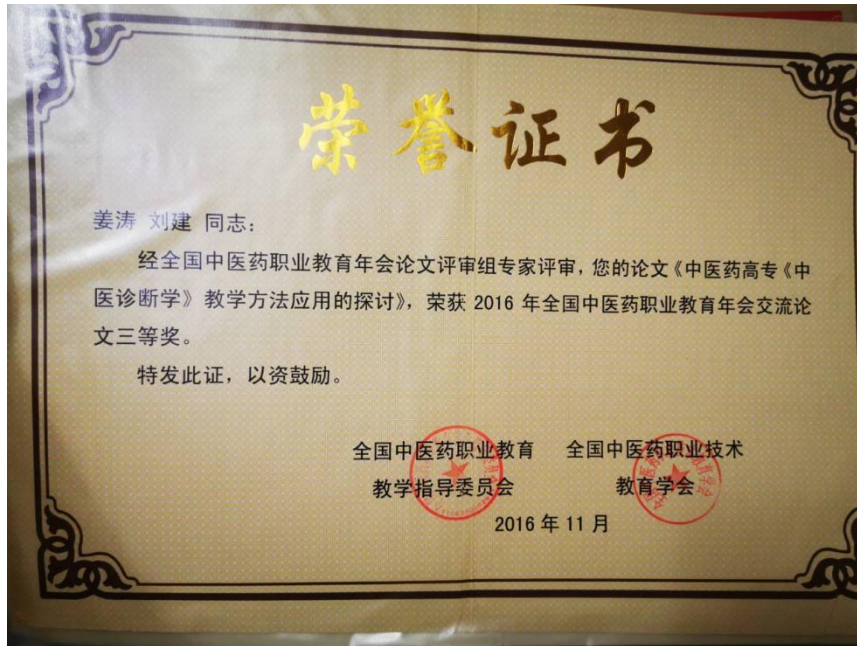 荣誉证书
姜涛 刘建 同志：
经全国中医药职业教育年会论文评审组专家评审，您的论文《中医药高专《中
医诊断学》教学方法应用的探讨》，荣获 2016 年全国中医药职业教育年会交流论
文三等奖。
特发此证，以资鼓励。
全国中医药职业教育 全国中医药职业技术
教学指导委员会 教育学会
2016 年 11 月